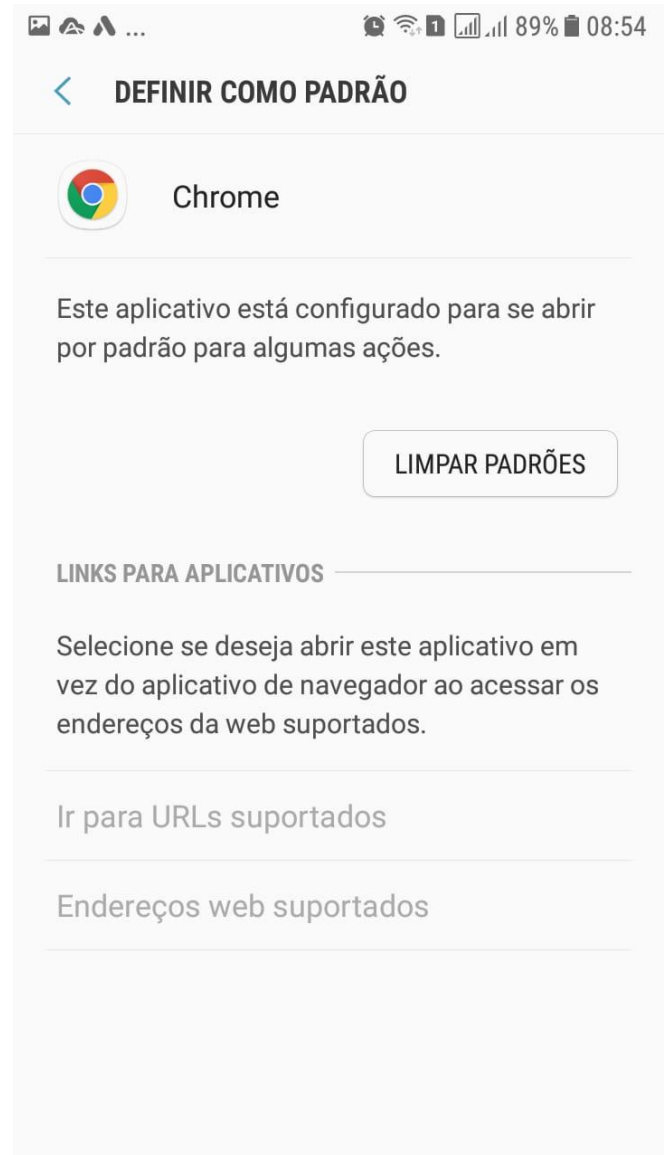 ... 1 89% 08:54
DEFINIR COMO PADRÃO
Chrome
Este aplicativo está configurado para se abrir
por padrão para algumas ações.
LIMPAR PADRÕES
LINKS PARA APLICATIVOS
Selecione se deseja abrir este aplicativo em
vez do aplicativo de navegador ao acessar os
endereços da web suportados.
Ir para URLs suportados
Endereços web suportados